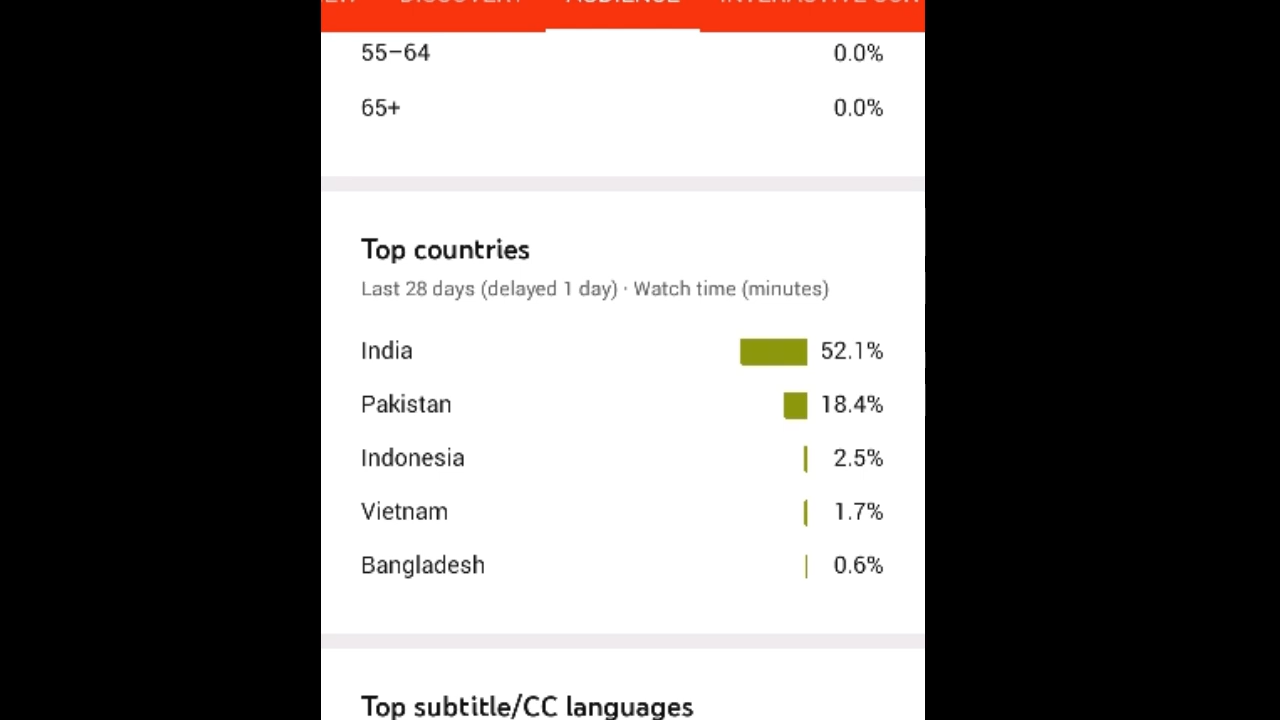 AUDIENCE
55–64 0.0%
65+ 0.0%
Top countries
Last 28 days (delayed 1 day) · Watch time (minutes)
India 52.1%
Pakistan 18.4%
Indonesia 2.5%
Vietnam 1.7%
Bangladesh 0.6%
Top subtitle/CC languages